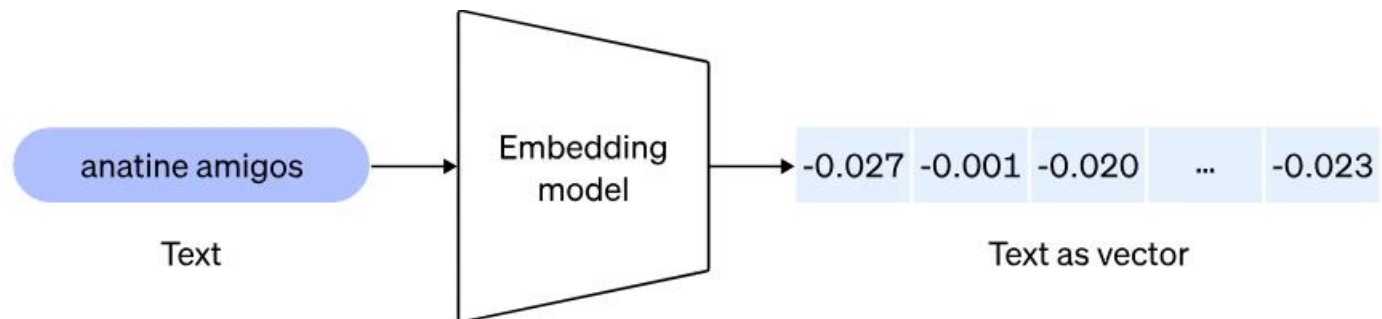 anatine amigos
Text
Embedding
model
-0.027 -0.001 -0.020 ... -0.023
Text as vector